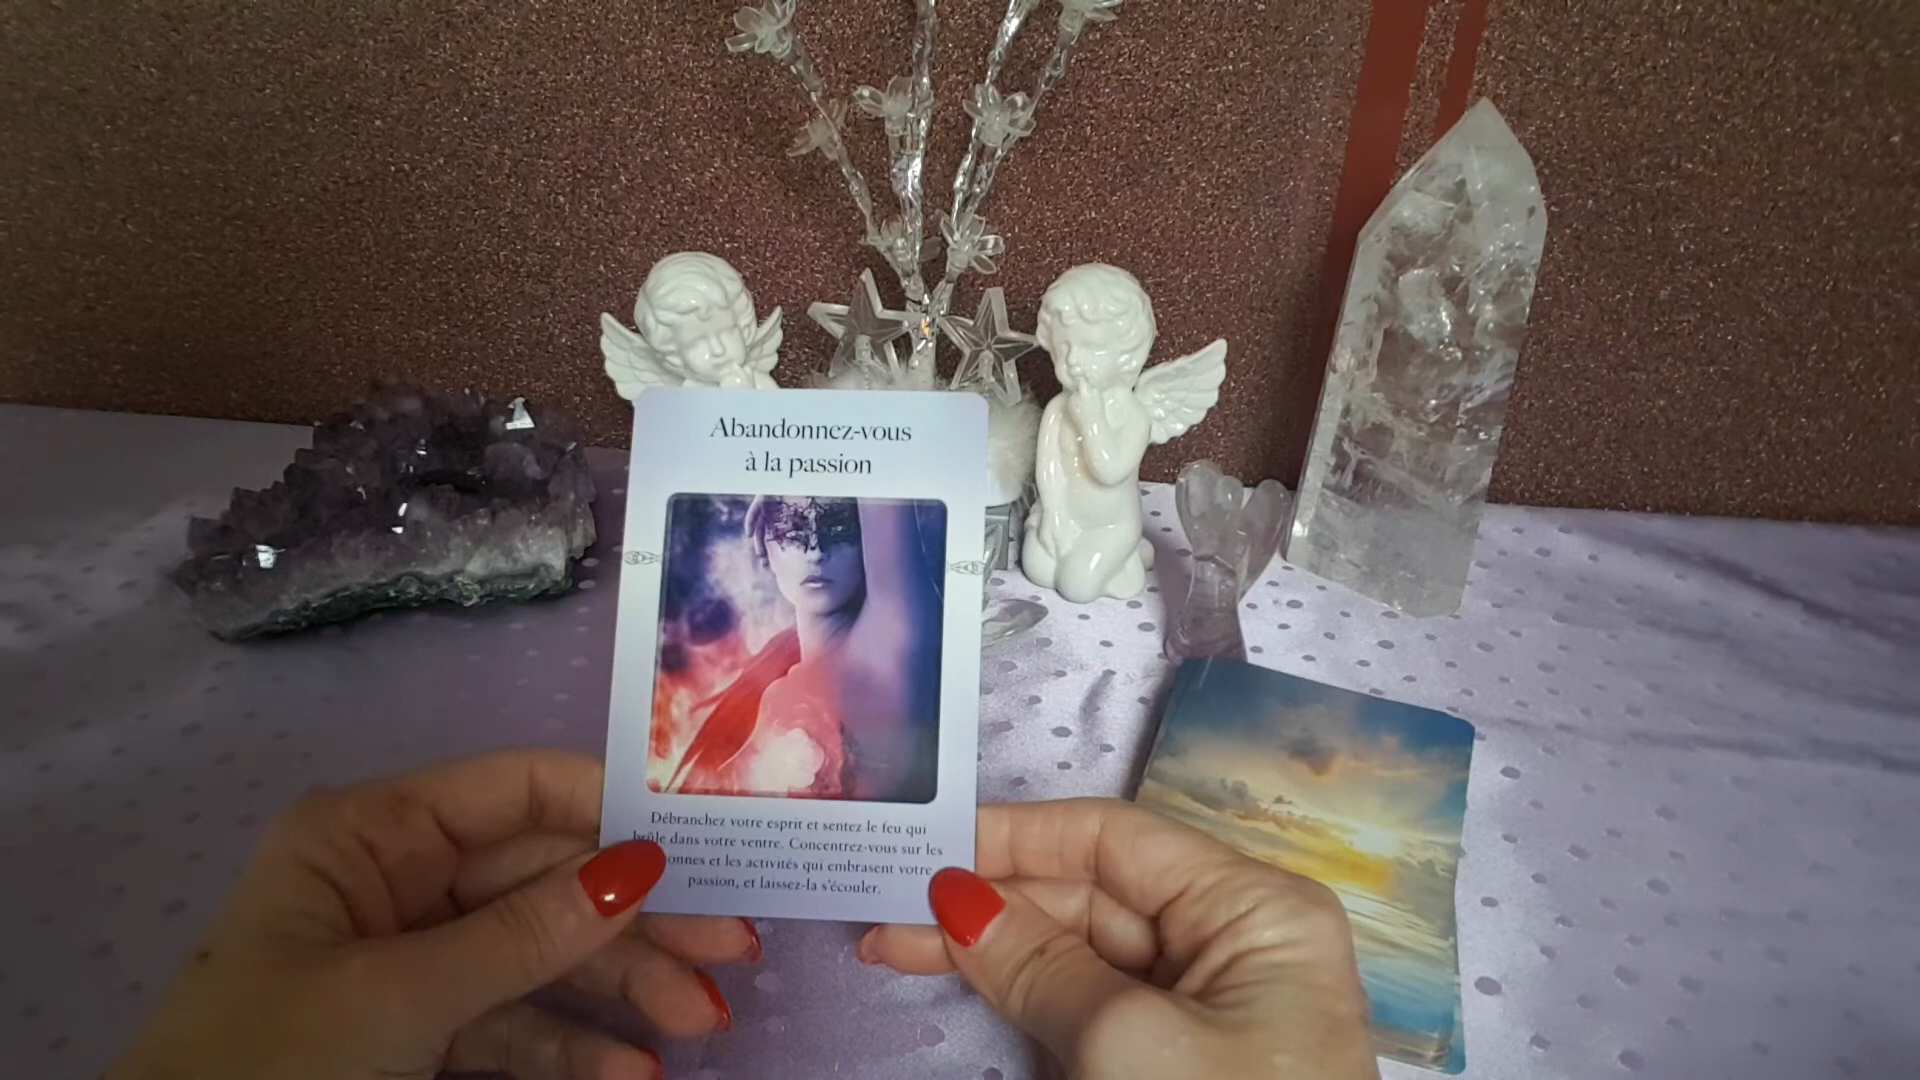 Abandonnez-vous
à la passion
Débranchez votre esprit et sentez le feu qui
brûle dans votre ventre. Concentrez-vous sur les
et les activités qui embrasent votre
passion, et laissez-la s'écouler.